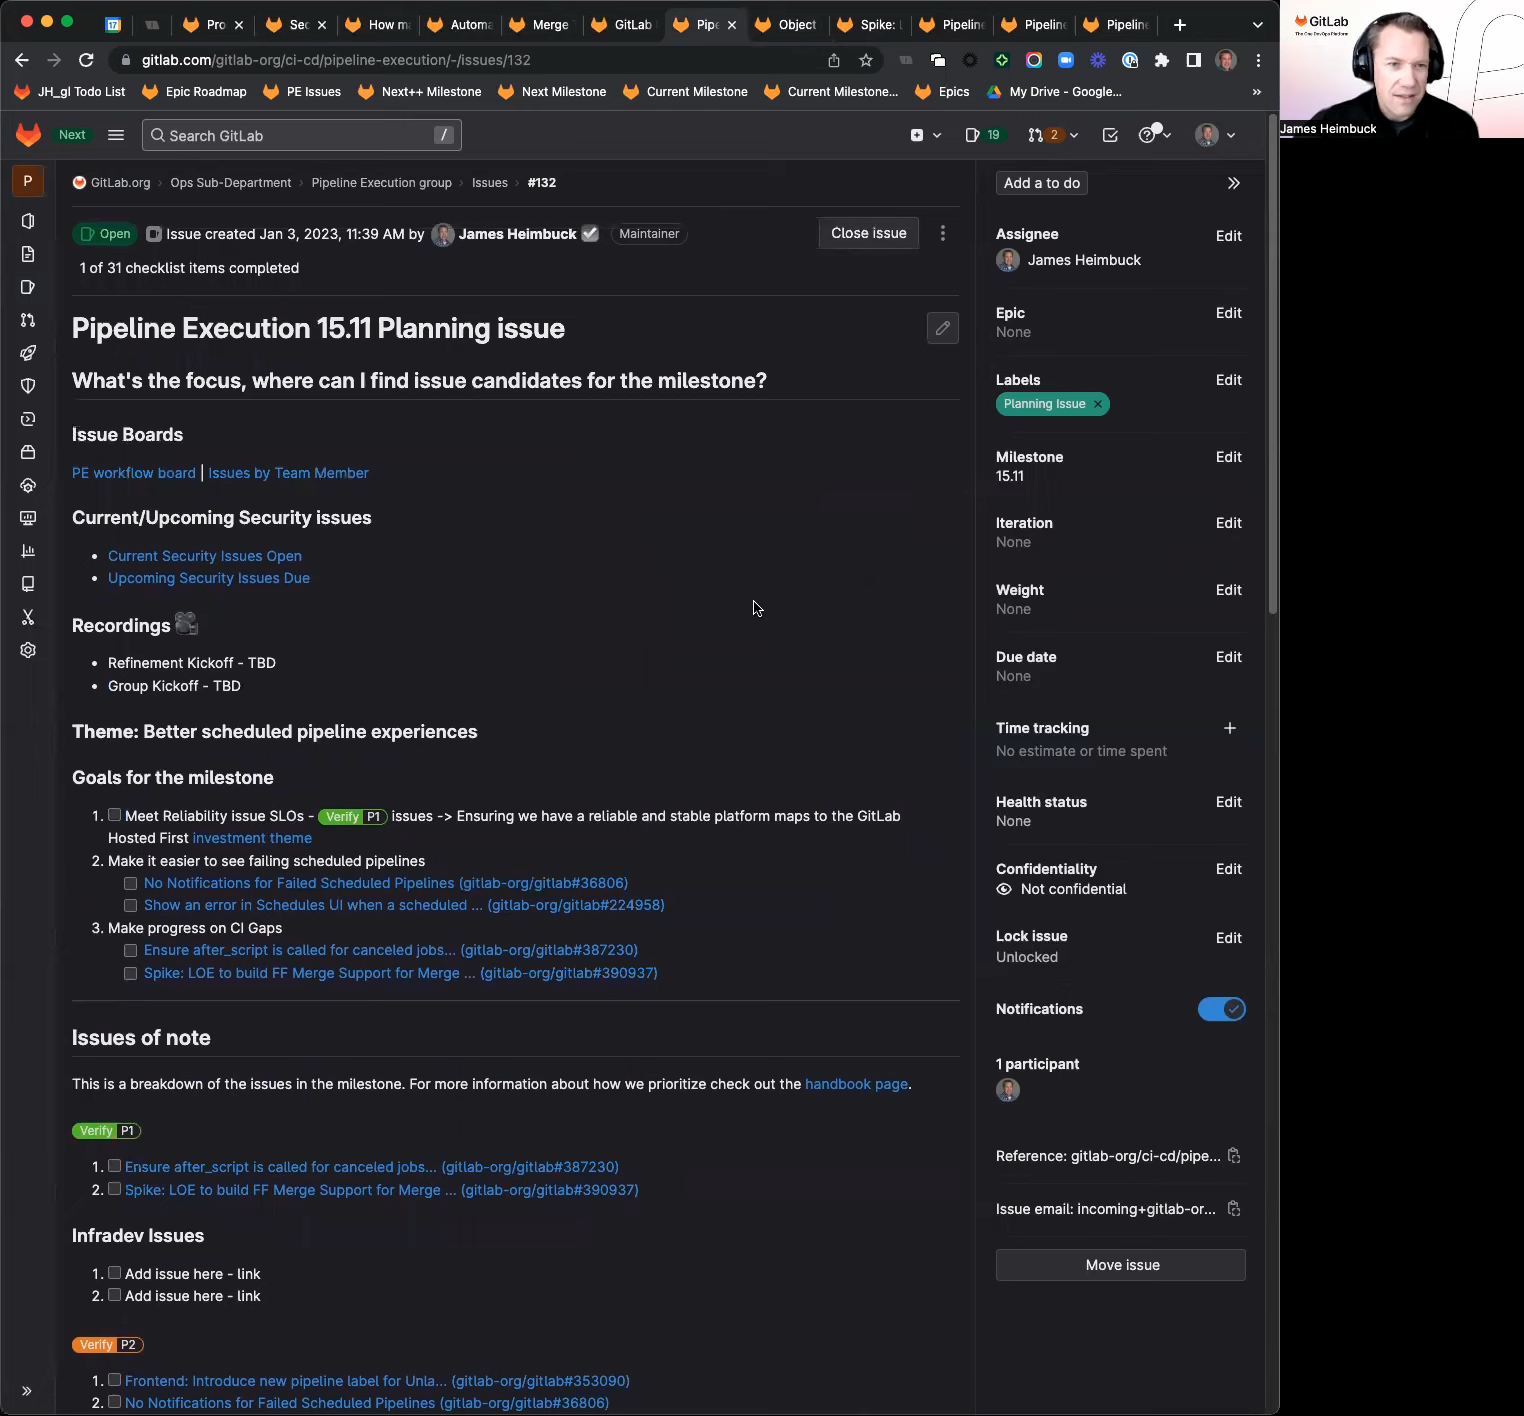 17
Pro
Sec
How ma
Automa
Merge T
GitLab
Pipe
Object
Spike: L
Pipeline
Pipeline
Pipeline
gitlab.com/gitlab-org/ci-cd/pipeline-execution/-/issues/132
JH_gl Todo List
Epic Roadmap
PE Issues
Next++ Milestone
Next Milestone
Current Milestone
Current Milestone...
Epics
My Drive - Google...
»
Next
Search GitLab
/
19
2
P
GitLab.org › Ops Sub-Department › Pipeline Execution group › Issues › #132
Open Issue created Jan 3, 2023, 11:39 AM by James Heimbuck Maintainer
Close issue
1 of 31 checklist items completed
Pipeline Execution 15.11 Planning issue
What's the focus, where can I find issue candidates for the milestone?
Issue Boards
PE workflow board | Issues by Team Member
Current/Upcoming Security issues
• Current Security Issues Open
• Upcoming Security Issues Due
Recordings
• Refinement Kickoff - TBD
• Group Kickoff - TBD
Theme: Better scheduled pipeline experiences
Goals for the milestone
1. Meet Reliability issue SLOs - Verify P1 issues -> Ensuring we have a reliable and stable platform maps to the GitLab
Hosted First investment theme
2. Make it easier to see failing scheduled pipelines
No Notifications for Failed Scheduled Pipelines (gitlab-org/gitlab#36806)
Show an error in Schedules UI when a scheduled ... (gitlab-org/gitlab#224958)
3. Make progress on CI Gaps
Ensure after_script is called for canceled jobs... (gitlab-org/gitlab#387230)
Spike: LOE to build FF Merge Support for Merge ... (gitlab-org/gitlab#390937)
Issues of note
This is a breakdown of the issues in the milestone. For more information about how we prioritize check out the handbook page.
Verify P1
1. Ensure after_script is called for canceled jobs... (gitlab-org/gitlab#387230)
2. Spike: LOE to build FF Merge Support for Merge ... (gitlab-org/gitlab#390937)
Infradev Issues
1. Add issue here - link
2. Add issue here - link
Verify P2
1. Frontend: Introduce new pipeline label for Unla... (gitlab-org/gitlab#353090)
2. No Notifications for Failed Scheduled Pipelines (gitlab-org/gitlab#36806)
Add a to do
Assignee
Edit
James Heimbuck
Epic
Edit
None
Labels
Edit
Planning Issue ×
Milestone
Edit
15.11
Iteration
Edit
None
Weight
Edit
None
Due date
Edit
None
Time tracking
+
No estimate or time spent
Health status
Edit
None
Confidentiality
Edit
Not confidential
Lock issue
Edit
Unlocked
Notifications
1 participant
Reference: gitlab-org/ci-cd/pipe...
Issue email: incoming+gitlab-or...
Move issue
GitLab
The One DevOps Platform
James Heimbuck